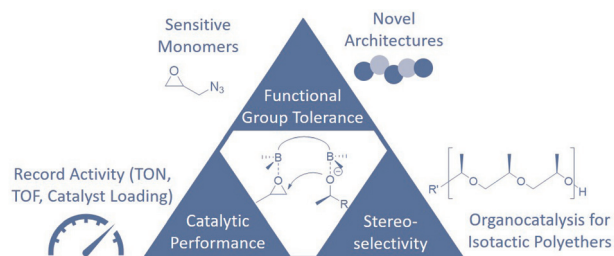 Sensitive
Monomers
O
N3
Novel
Architectures
Functional
Group Tolerance
B
B
O
O
⊖
R
Record Activity (TON,
TOF, Catalyst Loading)
Catalytic
Performance
Stereo-
selectivity
R'
O
O
O
H
Organocatalysis for
Isotactic Polyethers